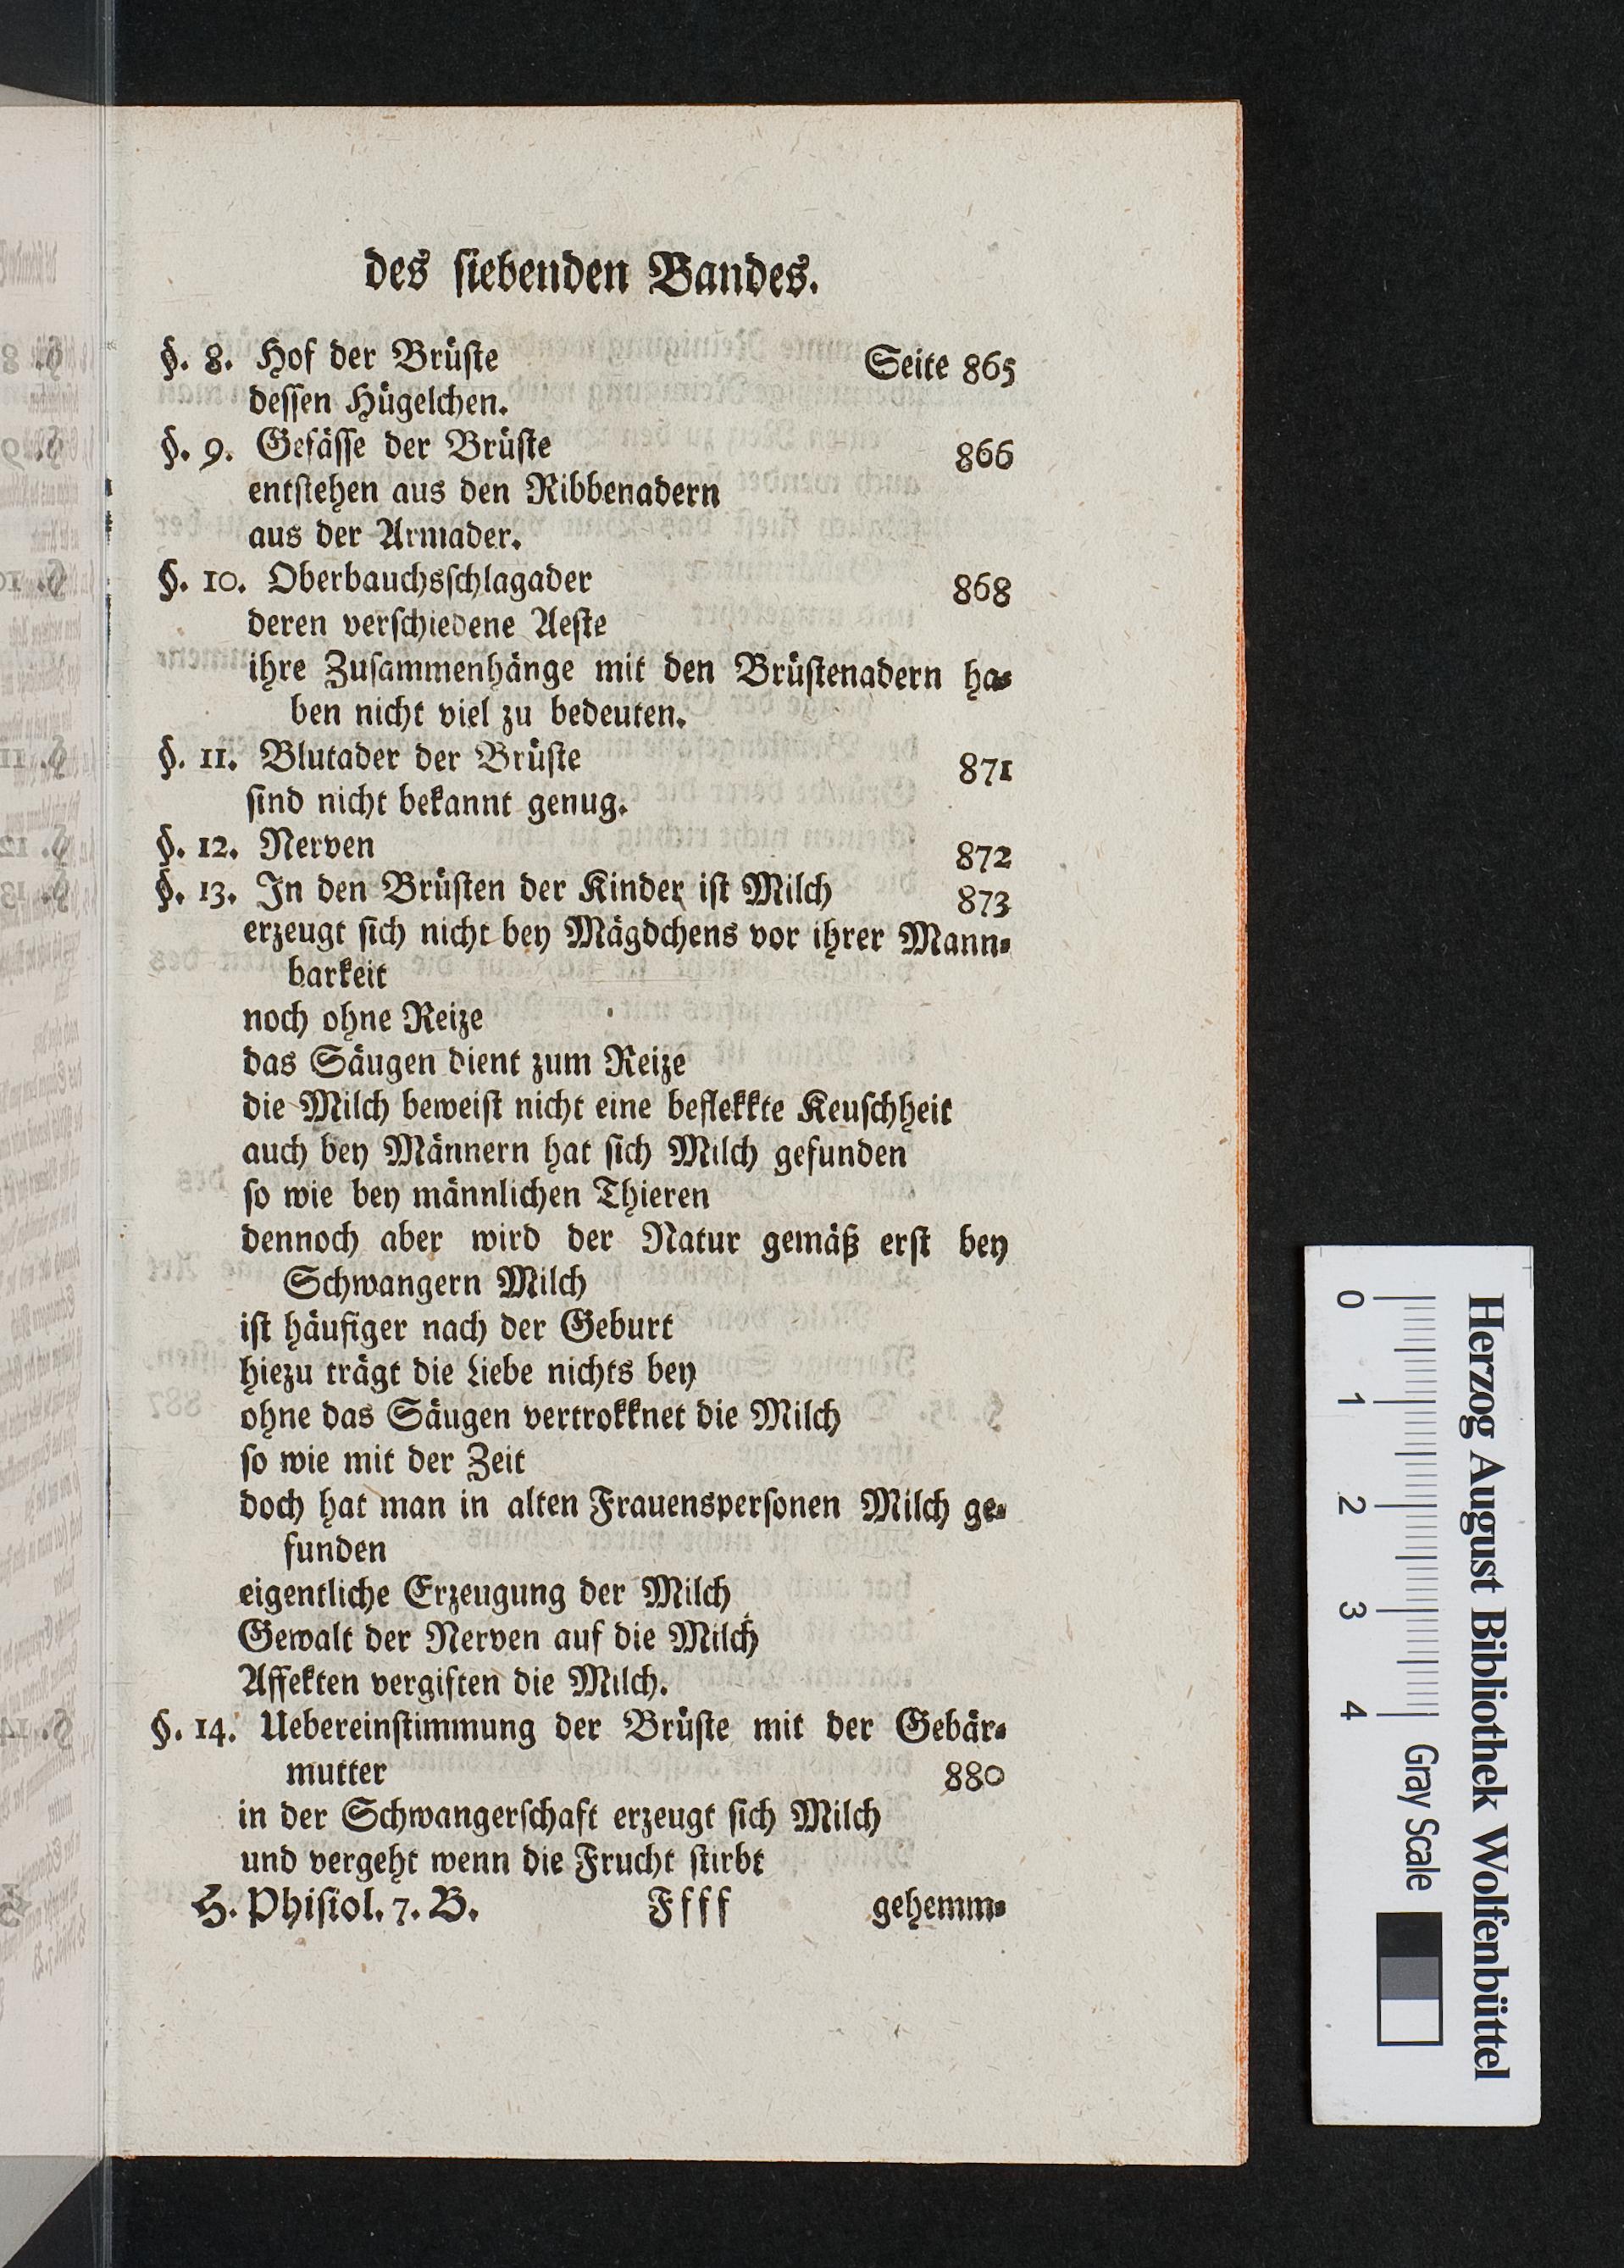 des siebenden Bandes.
§. 8. Hof der Brüste Seite 865
dessen Hügelchen.
§. 9. Gefässe der Brüste 866
entstehen aus den Ribbenadern
aus der Armader.
§. 10. Oberbauchsschlagader 868
deren verschiedene Aeste
ihre Zusammenhänge mit den Brüstenadern ha-
ben nicht viel zu bedeuten.
§. 11. Blutader der Brüste 871
sind nicht bekannt genug.
§. 12. Nerven 872
§. 13. In den Brüsten der Kinder ist Milch 873
erzeugt sich nicht bey Mägdchens vor ihrer Mann-
barkeit
noch ohne Reize
das Säugen dient zum Reize
die Milch beweist nicht eine beflekkte Keuschheit
auch bey Männern hat sich Milch gefunden
so wie bey männlichen Thieren
dennoch aber wird der Natur gemäß erst bey
Schwangern Milch
ist häufiger nach der Geburt
hiezu trägt die Liebe nichts bey
ohne das Säugen vertrokknet die Milch
so wie mit der Zeit
doch hat man in alten Frauenspersonen Milch ge-
funden
eigentliche Erzeugung der Milch
Gewalt der Nerven auf die Milch
Affekten vergiften die Milch.
§. 14. Uebereinstimmung der Brüste mit der Gebär-
mutter 880
in der Schwangerschaft erzeugt sich Milch
und vergeht wenn die Frucht stirbt
H. Phisiol. 7. B. Ffff gehemm-
Herzog August Bibliothek Wolfenbüttel
0 1 2 3 4 Gray Scale